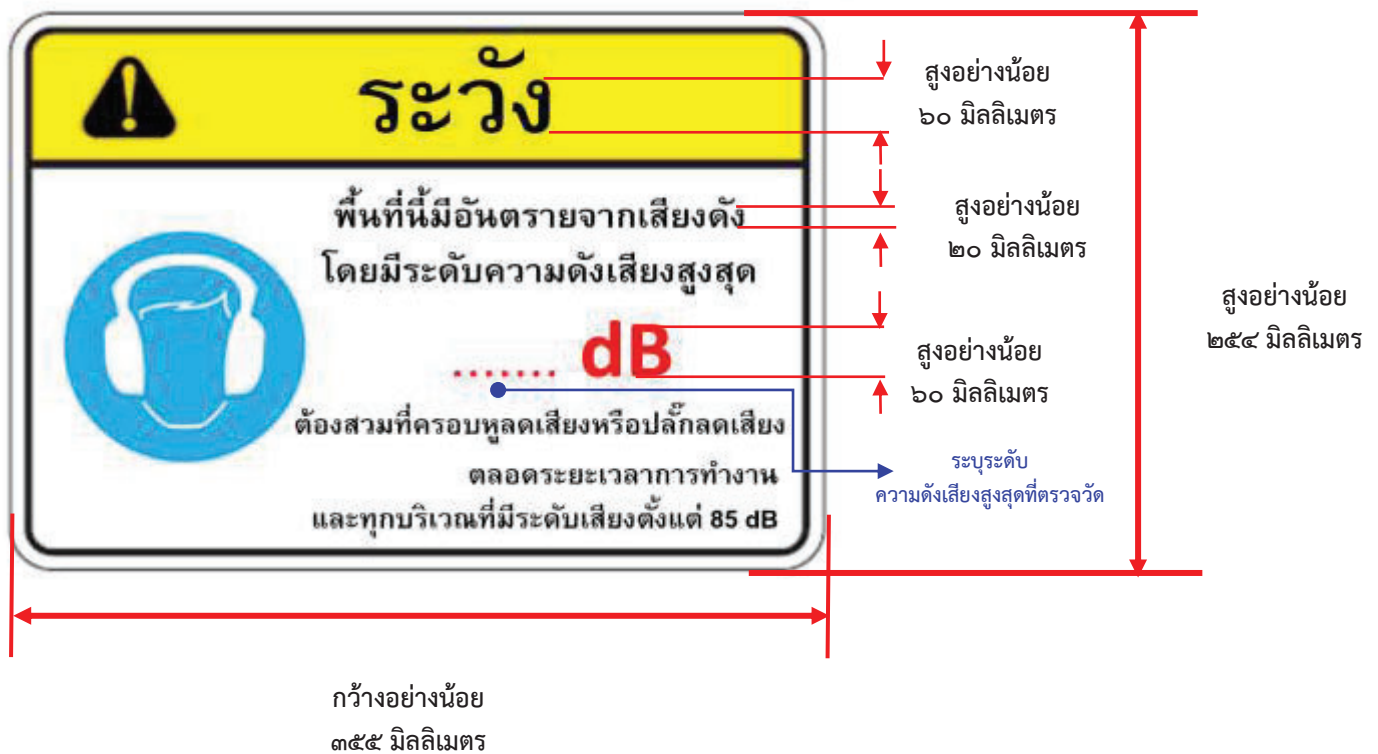 ระวัง
พื้นที่นี้มีอันตรายจากเสียงดัง
โดยมีระดับความดังเสียงสูงสุด
....... dB
ต้องสวมที่ครอบหูลดเสียงหรือปลั๊กลดเสียง
ตลอดระยะเวลาการทำงาน
และทุกบริเวณที่มีระดับเสียงตั้งแต่ 85 dB
สูงอย่างน้อย
๖๐ มิลลิเมตร
สูงอย่างน้อย
๒๐ มิลลิเมตร
สูงอย่างน้อย
๖๐ มิลลิเมตร
ระบุระดับ
ความดังเสียงสูงสุดที่ตรวจวัด
สูงอย่างน้อย
๒๕๔ มิลลิเมตร
กว้างอย่างน้อย
๓๕๕ มิลลิเมตร